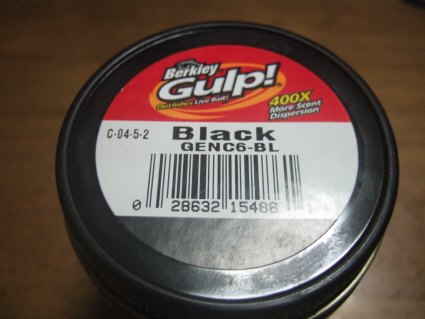 Berkley
Gulp!
Outfishes Live Bait!
400X
More Scent
Dispersion
C-04-5-2
Black
GENC6-BL
0 28632 15486